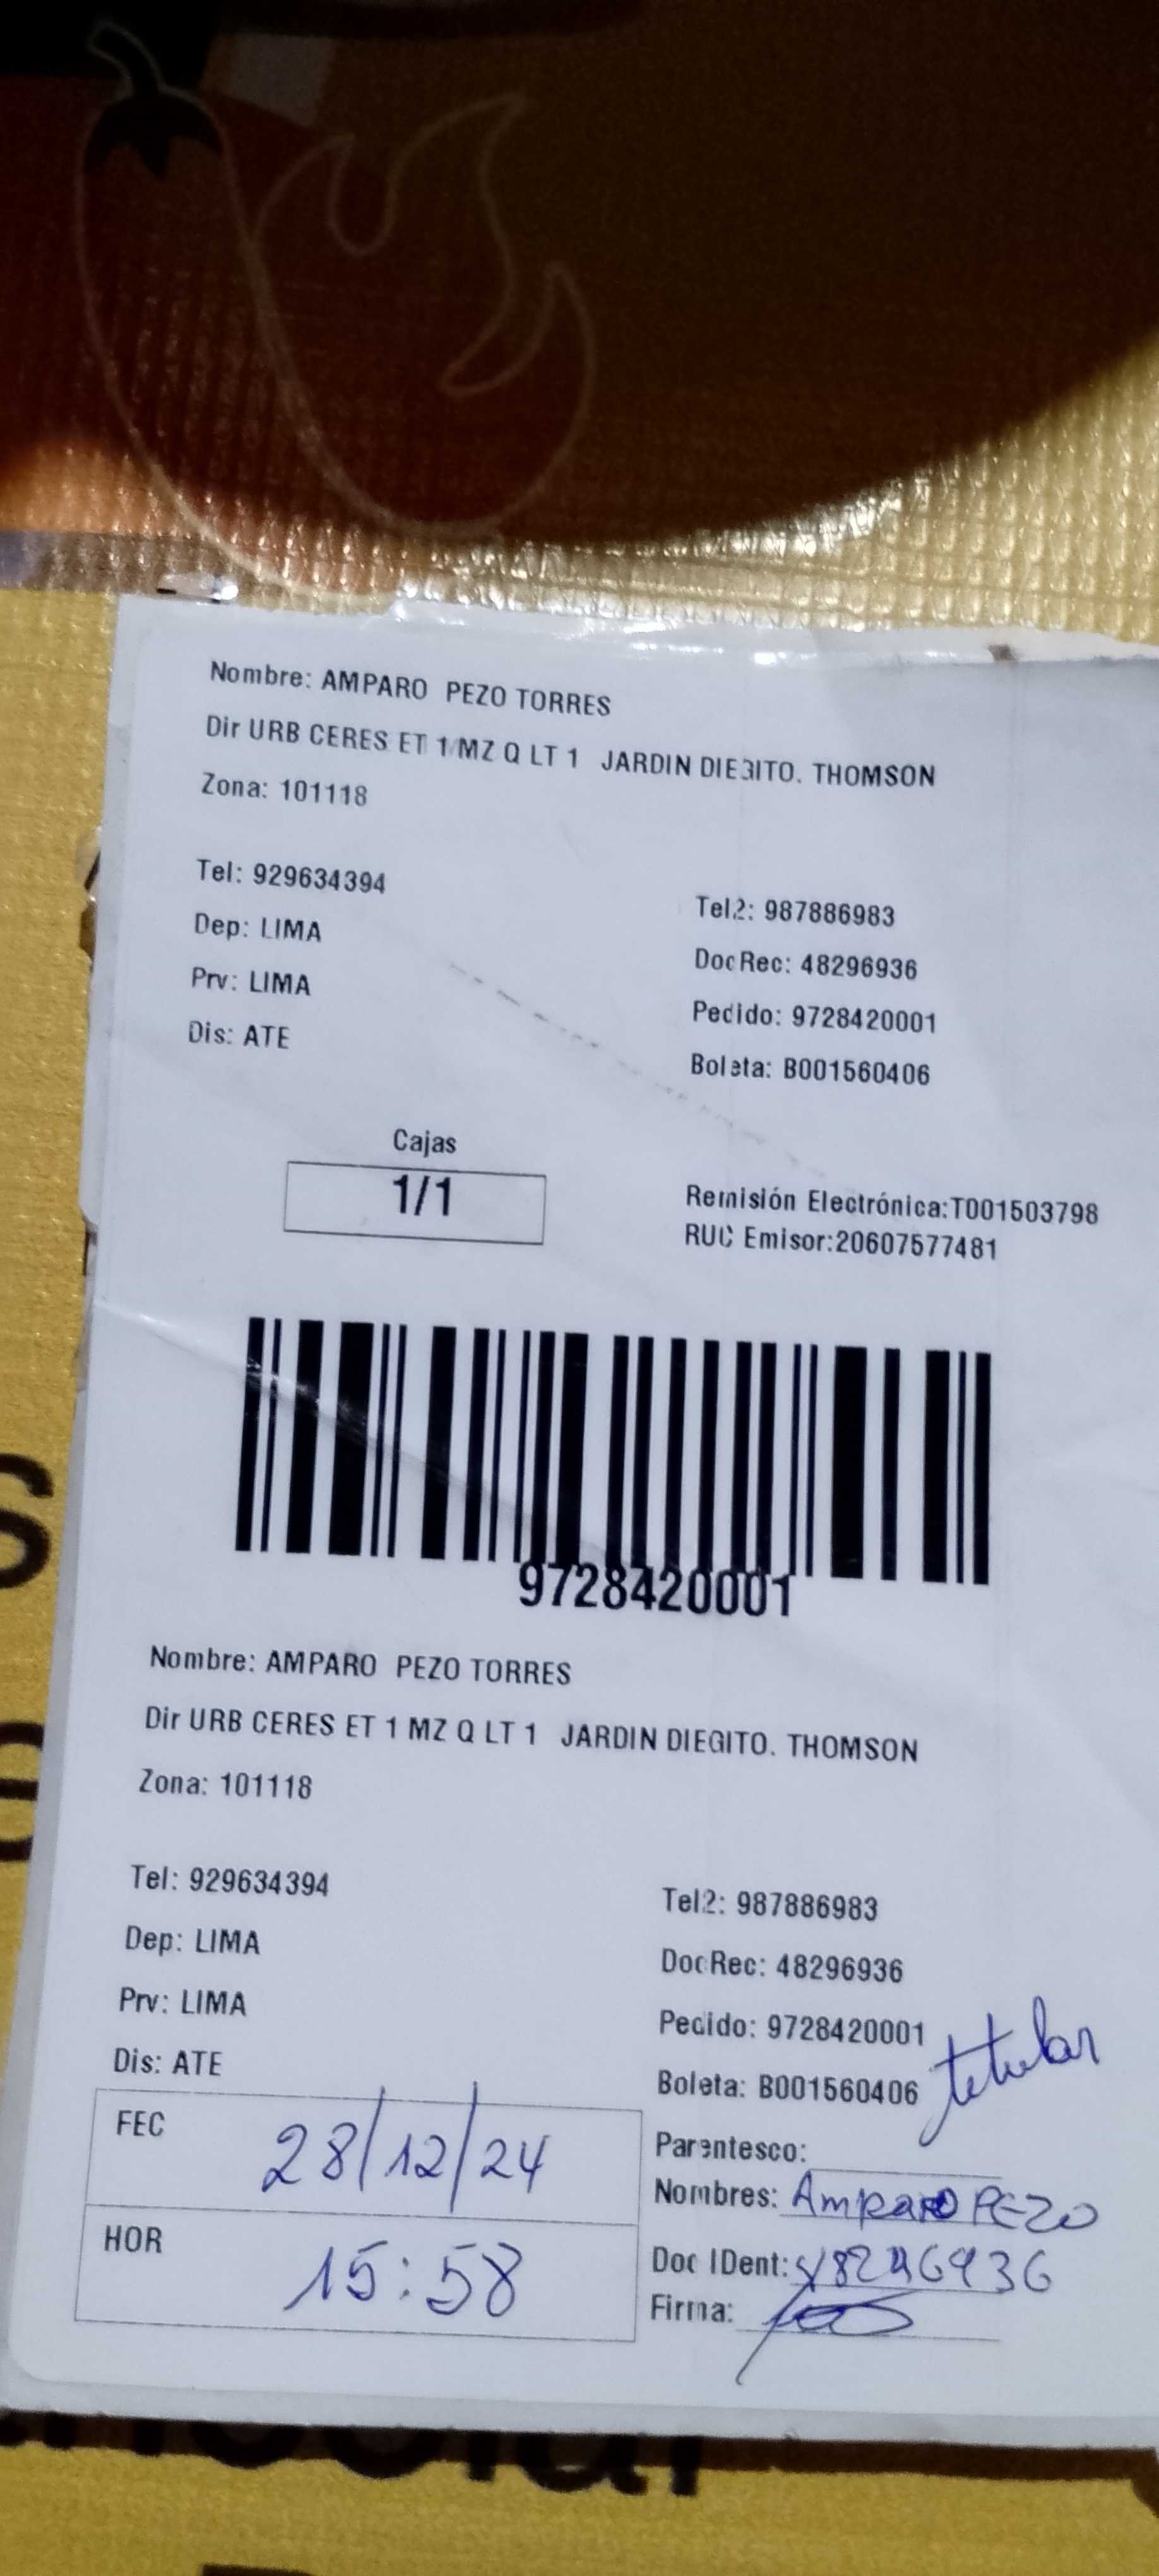 Nombre: AMPARO PEZO TORRES
Dir URB CERES ET 1 MZ Q LT 1 JARDIN DIEGITO. THOMSON
Zona: 101118
Tel: 929634394
Tel2: 987886983
Dep: LIMA
DocRec: 48296936
Prv: LIMA
Pedido: 9728420001
Dis: ATE
Boleta: B001560406
Cajas
1/1
Remisión Electrónica:T001503798
RUC Emisor:20607577481
9728420001
Nombre: AMPARO PEZO TORRES
Dir URB CERES ET 1 MZ Q LT 1 JARDIN DIEGITO. THOMSON
Zona: 101118
Tel: 929634394
Tel2: 987886983
Dep: LIMA
DocRec: 48296936
Prv: LIMA
Pedido: 9728420001
Dis: ATE
Boleta: B001560406
titular
FEC 28/12/24
Parentesco:
Nombres: Amparo PEZO
HOR 15:58
Doc IDent: 48296936
Firma: